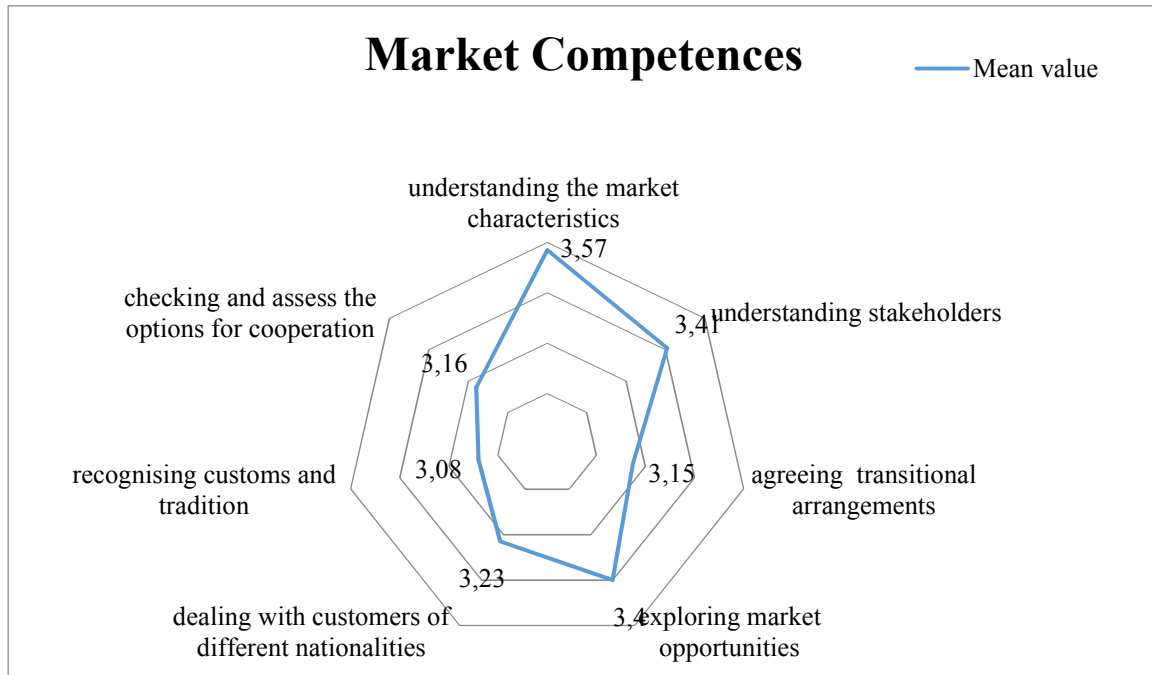 Market Competences
Mean value
understanding the market
characteristics
3,57
understanding stakeholders
3,41
agreeing  transitional
arrangements
3,15
exploring market
opportunities
3,4
dealing with customers of
different nationalities
3,23
recognising customs and
tradition
3,08
checking and assess the
options for cooperation
3,16